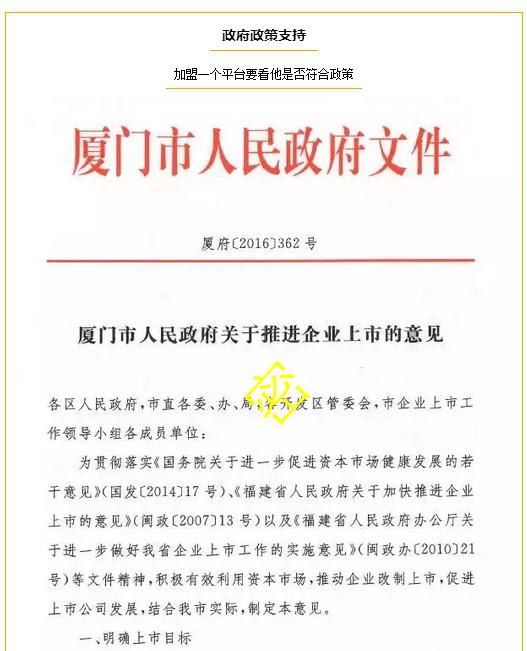 政府政策支持
加盟一个平台要看他是否符合政策
厦门市人民政府文件
厦府〔2016〕362 号
厦门市人民政府关于推进企业上市的意见
各区人民政府,市直各委、办、局,各开发区管委会,市企业上市工
作领导小组各成员单位:
为贯彻落实《国务院关于进一步促进资本市场健康发展的若
干意见》(国发〔2014〕17 号)、《福建省人民政府关于加快推进企业
上市的意见》(闽政〔2007〕13 号)以及《福建省人民政府办公厅关
于进一步做好我省企业上市工作的实施意见》(闽政办〔2010〕21
号)等文件精神,积极有效利用资本市场,推动企业改制上市,促进
上市公司发展,结合我市实际,制定本意见。
一、明确上市目标